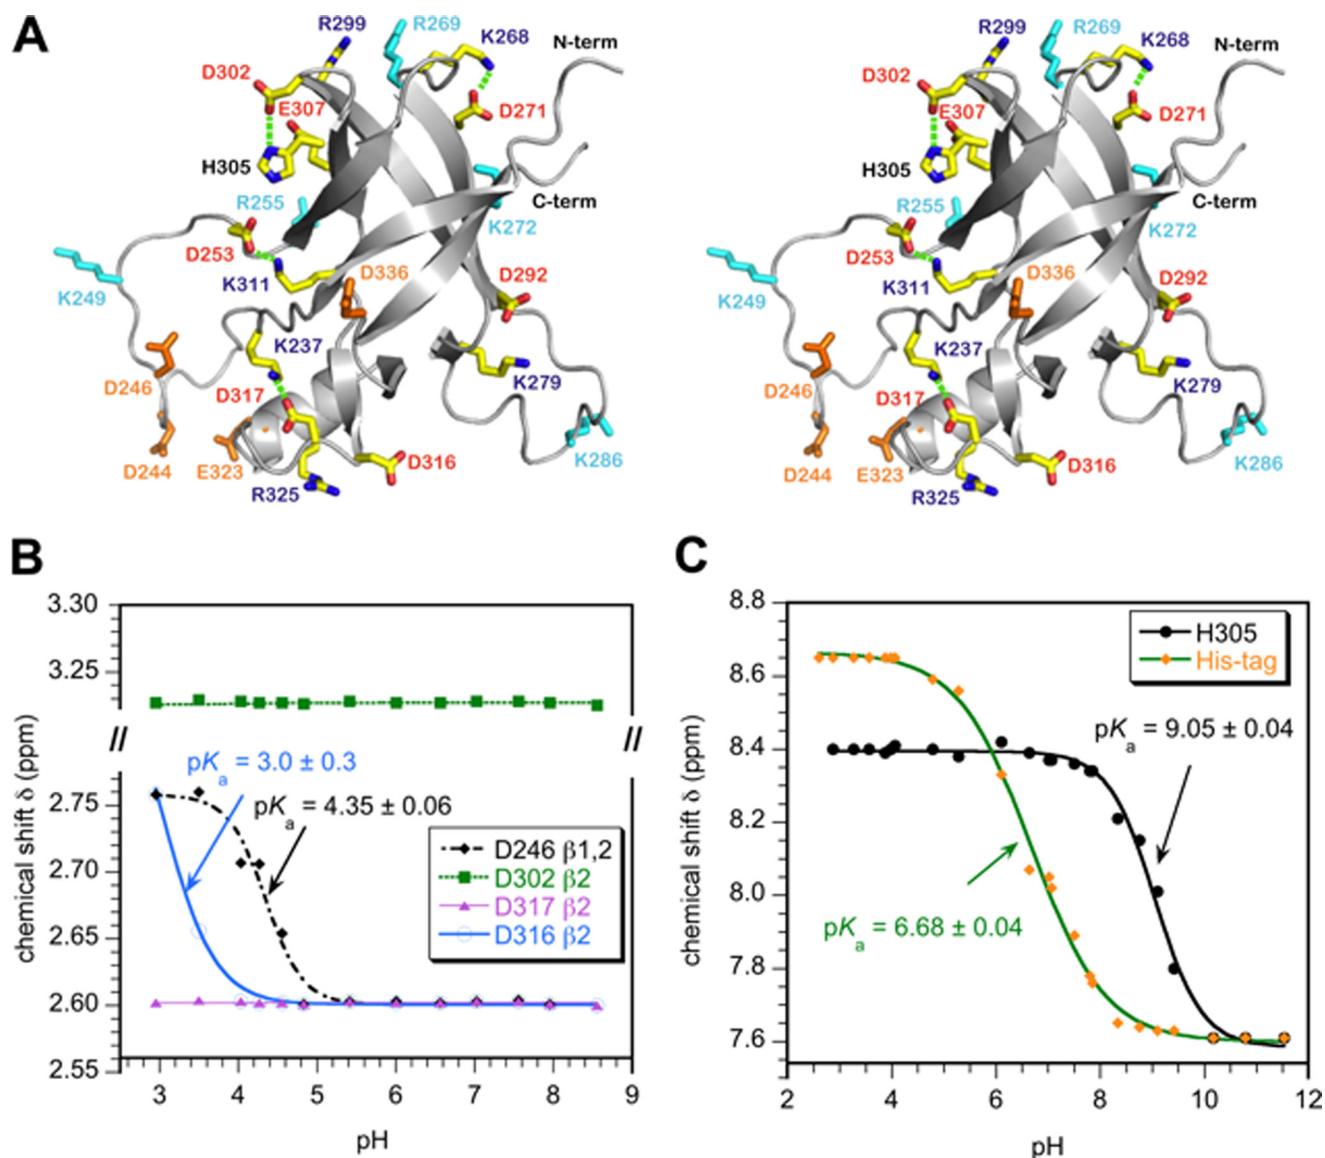 A
R299 R269 K268 N-term
D302 E307 D271
H305
R255 C-term
K272
D253 D336 D292
K249 K311
K237
D246 D317 K279
D244 E323 D316 K286
R325
R299 R269 K268 N-term
D302 E307 D271
H305
R255 C-term
K272
D253 D336 D292
K249 K311
K237
D246 D317 K279
D244 E323 D316 K286
R325
B
3.30
3.25
2.75
2.70
2.65
2.60
2.55
chemical shift δ (ppm)
// //
pKa = 3.0 ± 0.3
pKa = 4.35 ± 0.06
D246 β1,2
D302 β2
D317 β2
D316 β2
3 4 5 6 7 8 9
pH
C
8.8
8.6
8.4
8.2
8.0
7.8
7.6
chemical shift δ (ppm)
H305
His-tag
pKa = 9.05 ± 0.04
pKa = 6.68 ± 0.04
2 4 6 8 10 12
pH